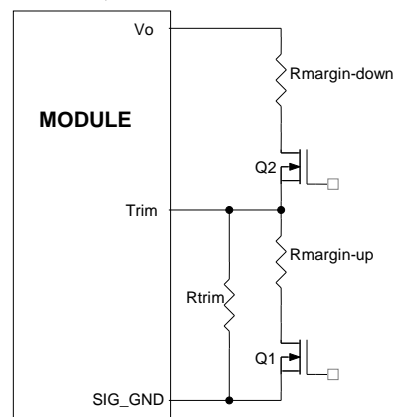 Vo
Rmargin-down
MODULE
Q2
Trim
Rmargin-up
Rtrim
Q1
SIG_GND